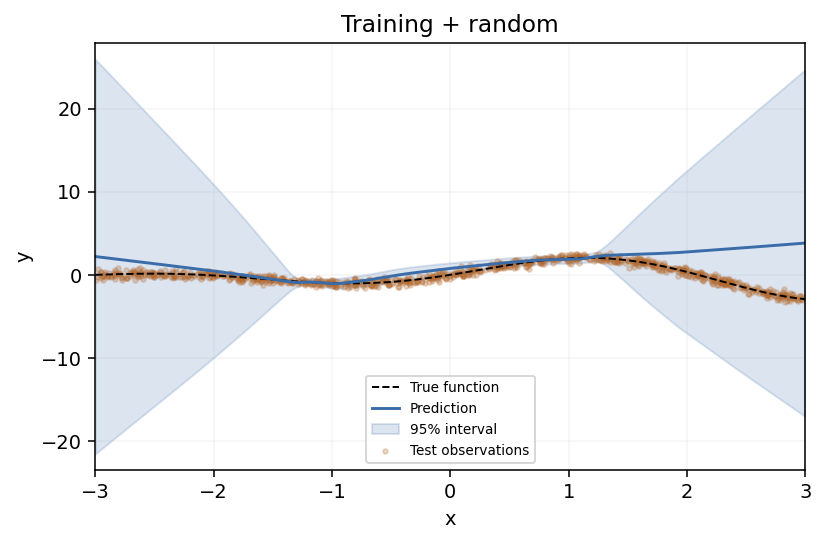 Training + random
20
10
0
−10
−20
y
True function
Prediction
95% interval
Test observations
−3 −2 −1 0 1 2 3
x